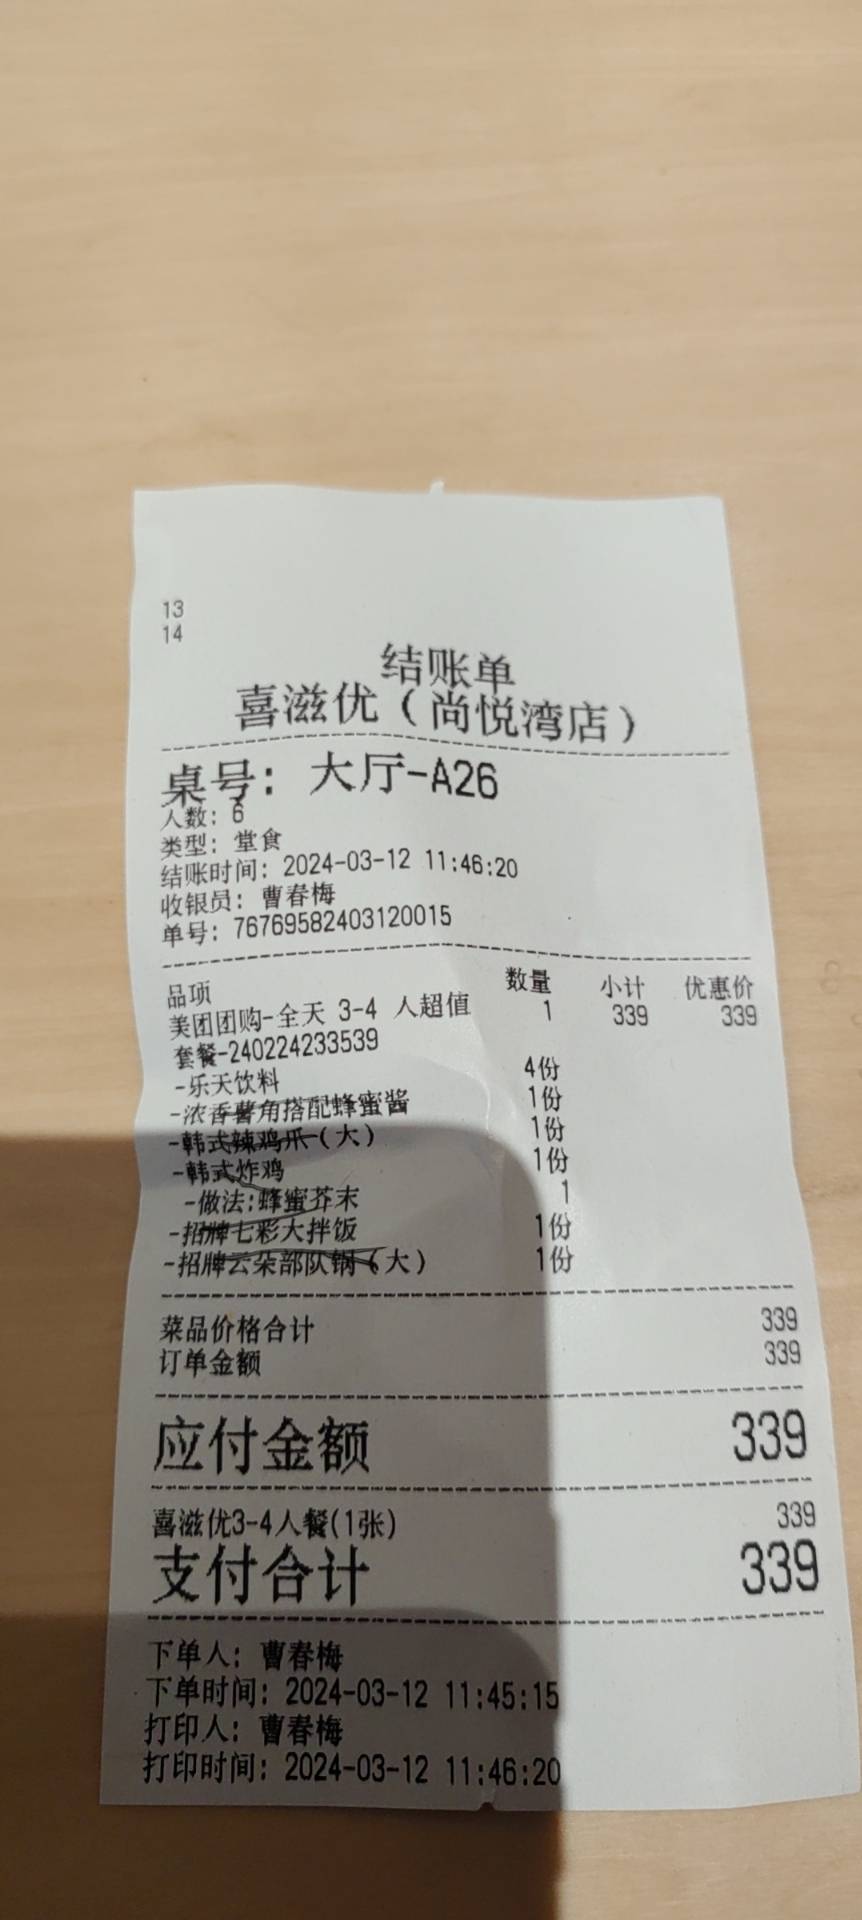 13
14
结账单
喜滋优（尚悦湾店）
桌号: 大厅-A26
人数: 6
类型: 堂食
结账时间: 2024-03-12 11:46:20
收银员: 曹春梅
单号: 76769582403120015
品项 数量 小计 优惠价
美团团购-全天 3-4 人超值 1 339 339
套餐-240224233539
-乐天饮料 4份
-浓香薯角搭配蜂蜜酱 1份
-韩式辣鸡爪(大) 1份
-韩式炸鸡 1份
-做法:蜂蜜芥末 1
-招牌七彩大拌饭 1份
-招牌云朵部队锅(大) 1份
菜品价格合计 339
订单金额 339
应付金额 339
喜滋优3-4人餐(1张) 339
支付合计 339
下单人: 曹春梅
下单时间: 2024-03-12 11:45:15
打印人: 曹春梅
打印时间: 2024-03-12 11:46:20